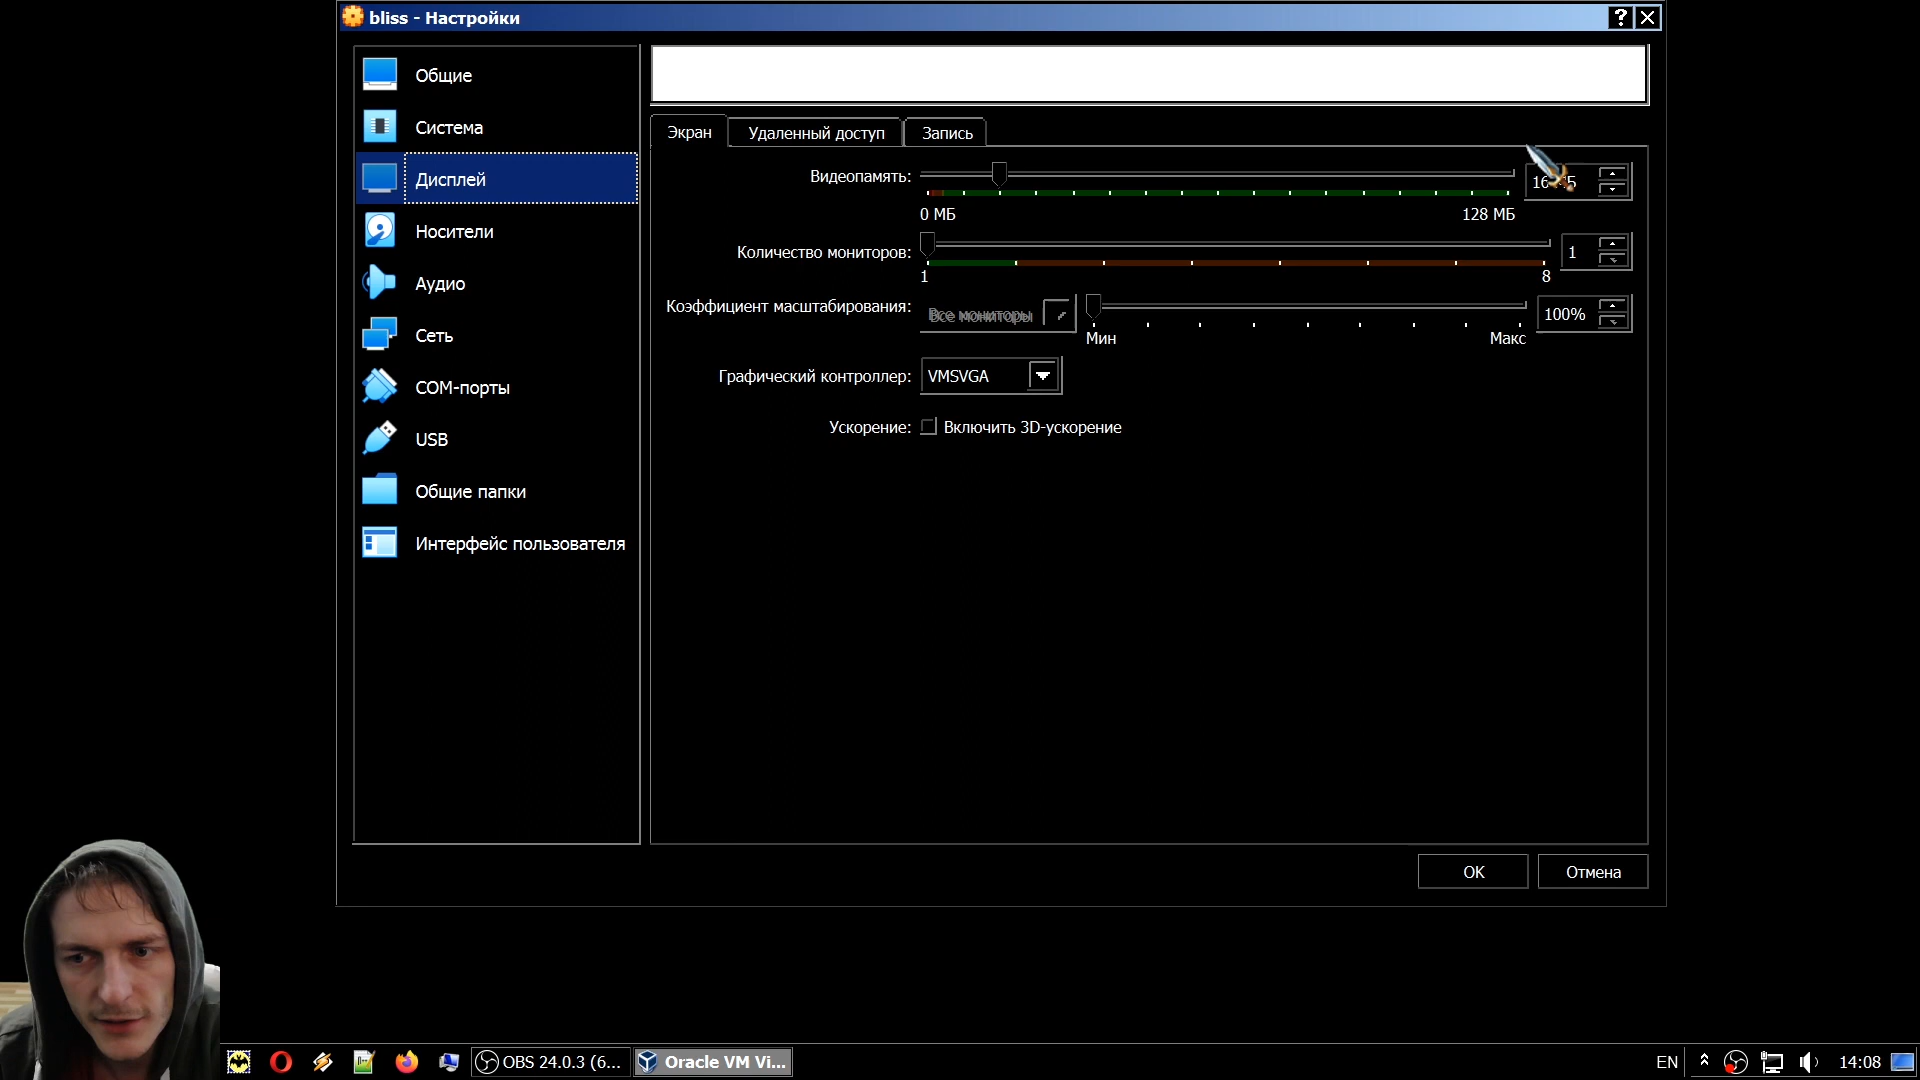 bliss - Настройки
?
Общие
Система
Дисплей
Носители
Аудио
Сеть
COM-порты
USB
Общие папки
Интерфейс пользователя
Экран
Удаленный доступ
Запись
Видеопамять:
0 МБ
128 МБ
Количество мониторов:
1
1
8
Коэффициент масштабирования:
Все мониторы
Мин
Макс
100%
Графический контроллер:
VMSVGA
Ускорение:
Включить 3D-ускорение
OK
Отмена
OBS 24.0.3 (6...
Oracle VM Vi...
EN
14:08